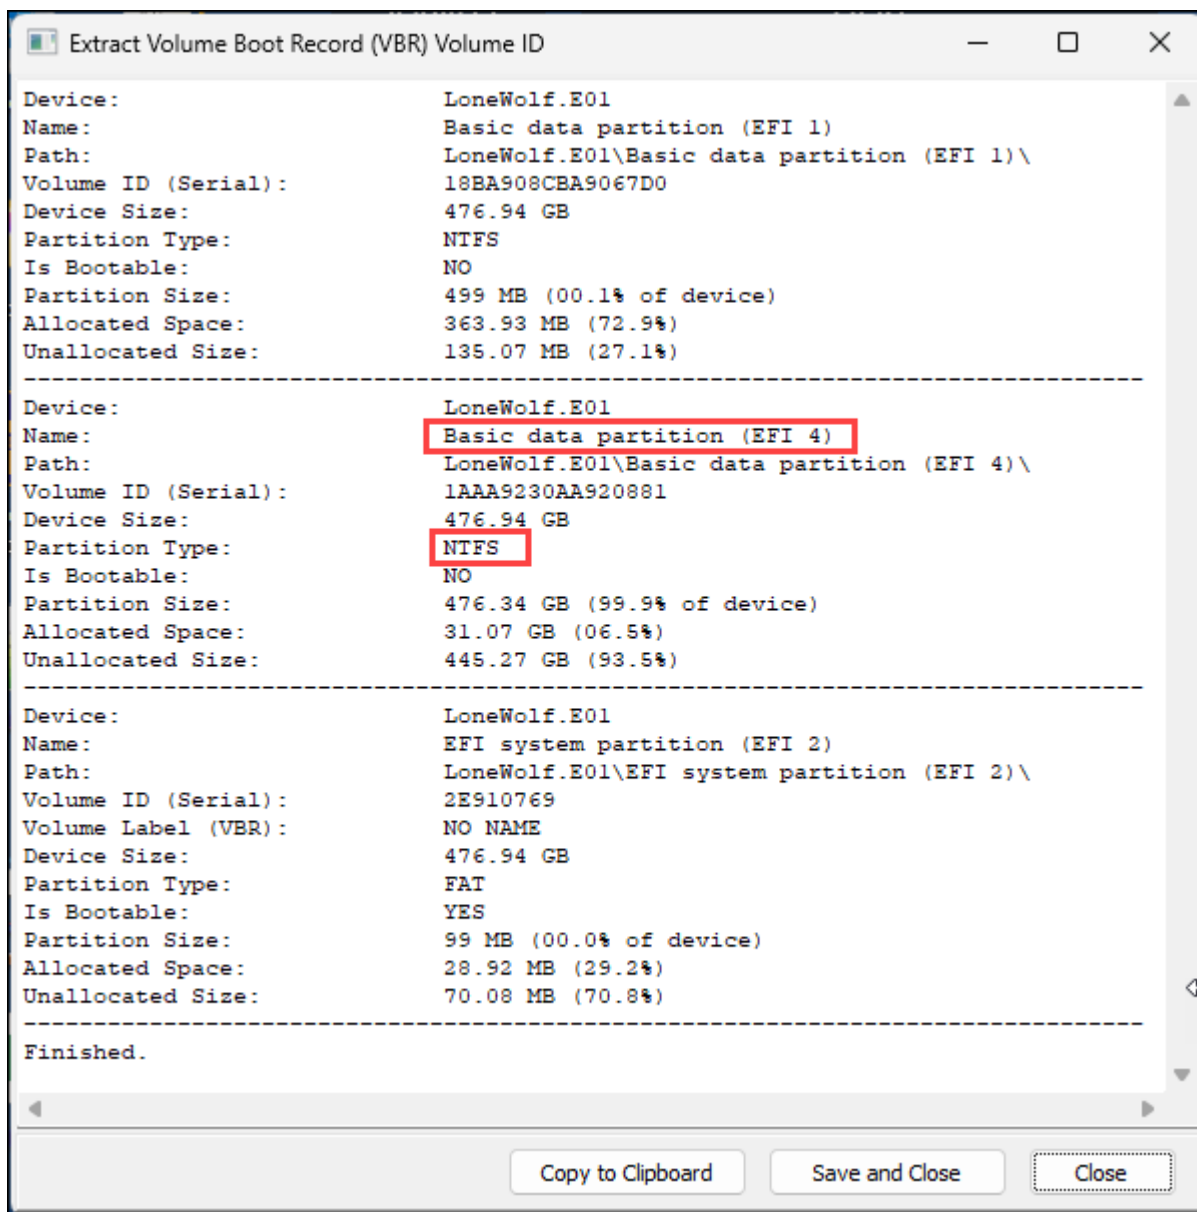 Extract Volume Boot Record (VBR) Volume ID
Device: LoneWolf.E01
Name: Basic data partition (EFI 1)
Path: LoneWolf.E01\Basic data partition (EFI 1)\
Volume ID (Serial): 18BA908CBA9067D0
Device Size: 476.94 GB
Partition Type: NTFS
Is Bootable: NO
Partition Size: 499 MB (00.1% of device)
Allocated Space: 363.93 MB (72.9%)
Unallocated Size: 135.07 MB (27.1%)
--------------------------------------------------------------------------------
Device: LoneWolf.E01
Name: Basic data partition (EFI 4)
Path: LoneWolf.E01\Basic data partition (EFI 4)\
Volume ID (Serial): 1AAA9230AA920881
Device Size: 476.94 GB
Partition Type: NTFS
Is Bootable: NO
Partition Size: 476.34 GB (99.9% of device)
Allocated Space: 31.07 GB (06.5%)
Unallocated Size: 445.27 GB (93.5%)
--------------------------------------------------------------------------------
Device: LoneWolf.E01
Name: EFI system partition (EFI 2)
Path: LoneWolf.E01\EFI system partition (EFI 2)\
Volume ID (Serial): 2E910769
Volume Label (VBR): NO NAME
Device Size: 476.94 GB
Partition Type: FAT
Is Bootable: YES
Partition Size: 99 MB (00.0% of device)
Allocated Space: 28.92 MB (29.2%)
Unallocated Size: 70.08 MB (70.8%)
--------------------------------------------------------------------------------
Finished.
Copy to Clipboard Save and Close Close